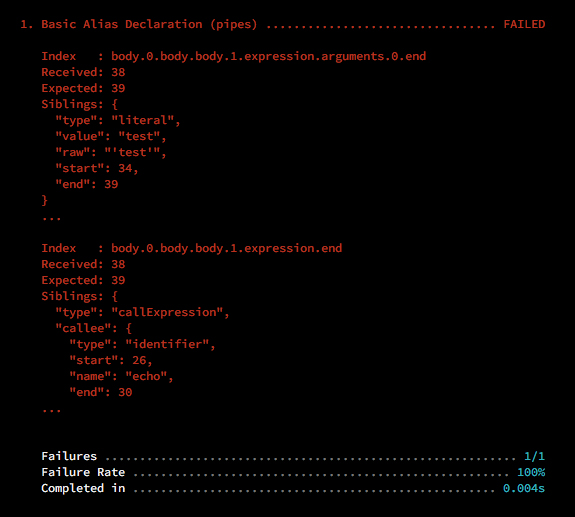 1. Basic Alias Declaration (pipes) ................................. FAILED
Index   : body.0.body.body.1.expression.arguments.0.end
Received: 38
Expected: 39
Siblings: {
  "type": "literal",
  "value": "test",
  "raw": "'test'",
  "start": 34,
  "end": 39
}
...
Index   : body.0.body.body.1.expression.end
Received: 38
Expected: 39
Siblings: {
  "type": "callExpression",
  "callee": {
    "type": "identifier",
    "start": 26,
    "name": "echo",
    "end": 30
...
Failures ........................................................... 1/1
Failure Rate ...................................................... 100%
Completed in .................................................... 0.004s